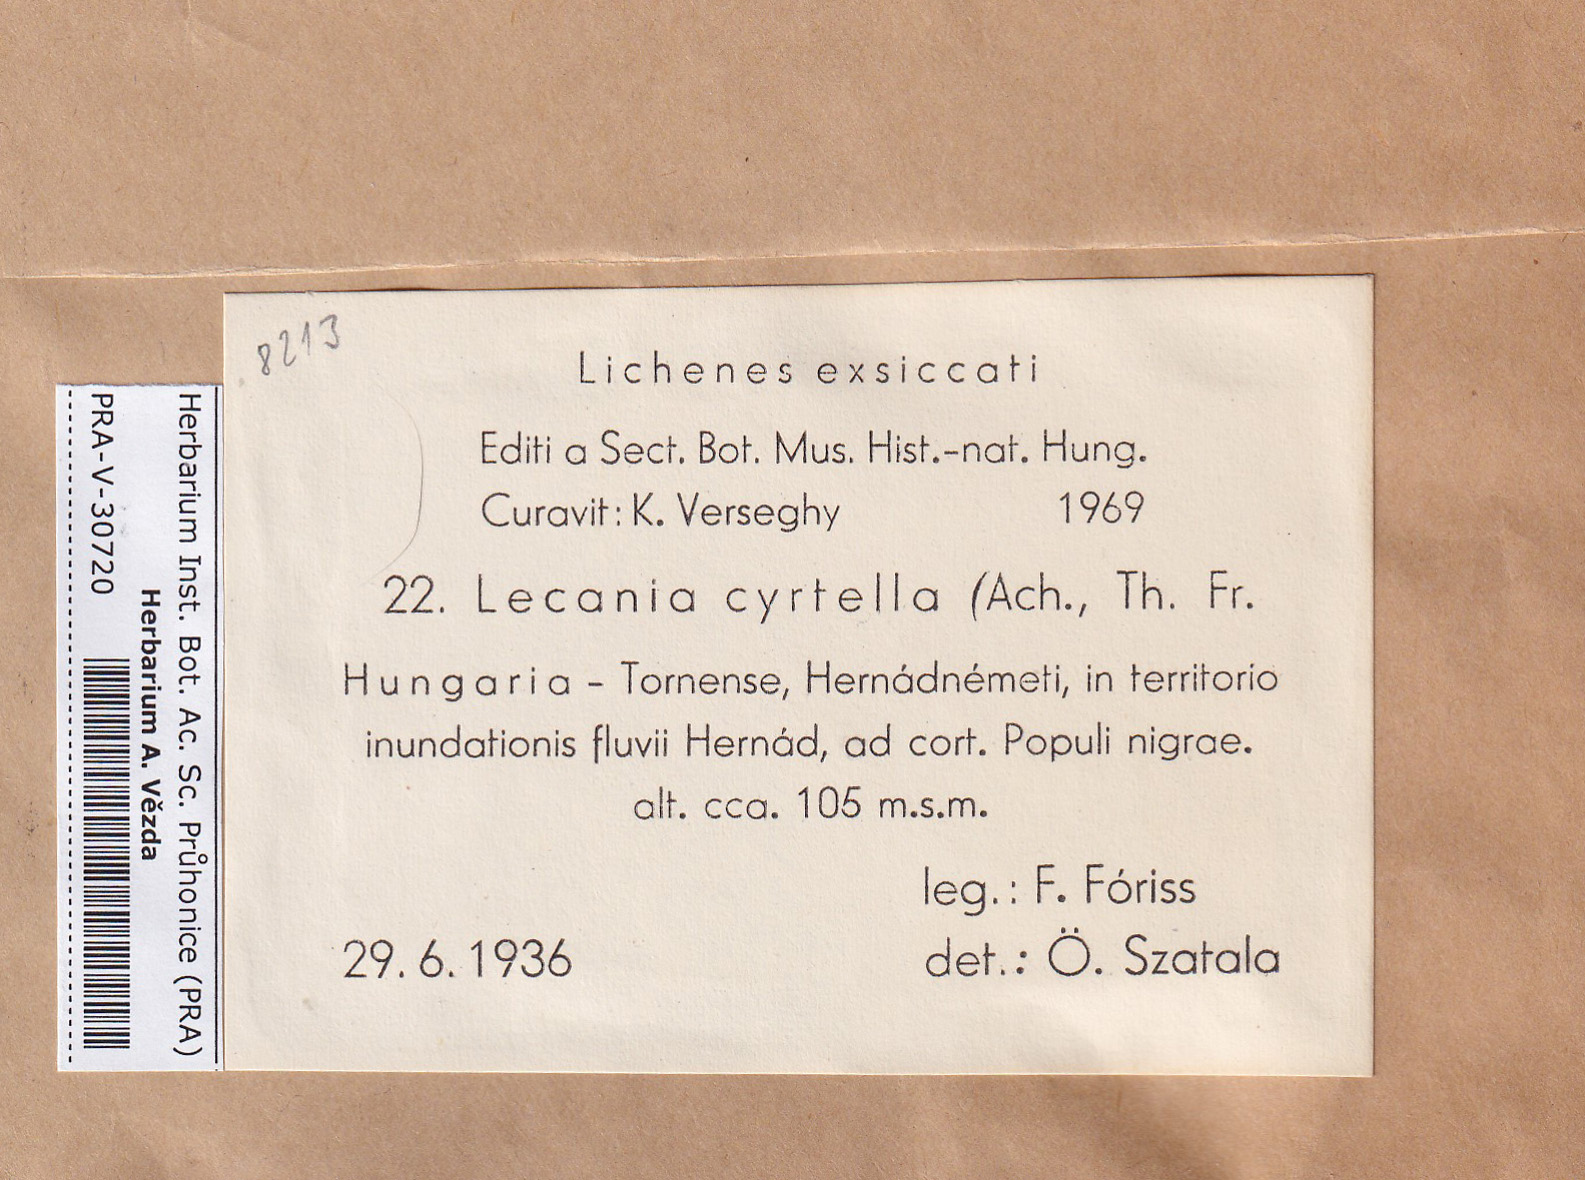 8213
Lichenes exsiccati
Editi a Sect. Bot. Mus. Hist.-nat. Hung.
Curavit: K. Verseghy 1969
22. Lecania cyrtella (Ach., Th. Fr.
Hungaria - Tornense, Hernádnémeti, in territorio
inundationis fluvii Hernád, ad cort. Populi nigrae.
alt. cca. 105 m.s.m.
leg.: F. Fóriss
29. 6. 1936 det.: Ö. Szatala
Herbarium Inst. Bot. Ac. Sc. Průhonice (PRA)
Herbarium A. Vězda
PRA-V-30720